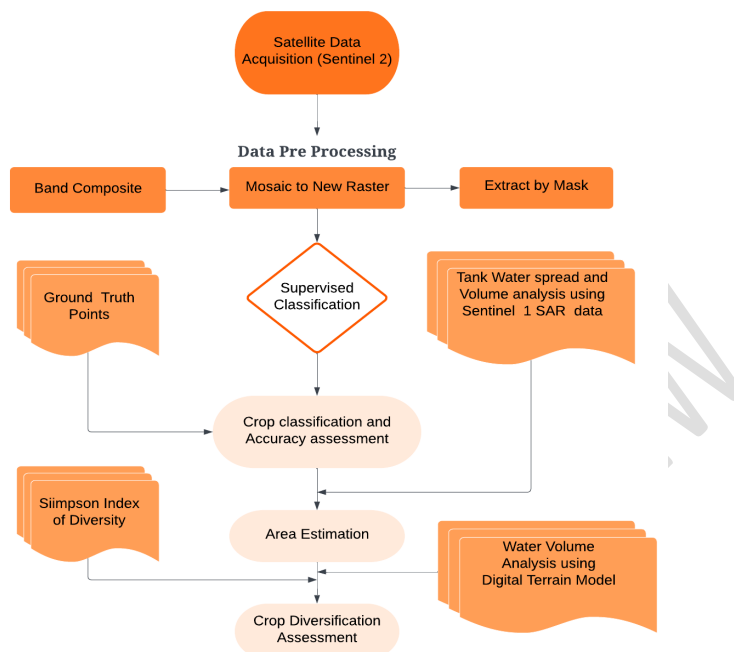 Satellite Data
Acquisition (Sentinel 2)
Data Pre Processing
Band Composite
Mosaic to New Raster
Extract by Mask
Supervised
Classification
Ground Truth
Points
Tank Water spread and
Volume analysis using
Sentinel 1 SAR data
Crop classification and
Accuracy assessment
Siimpson Index
of Diversity
Area Estimation
Water Volume
Analysis using
Digital Terrain Model
Crop Diversification
Assessment